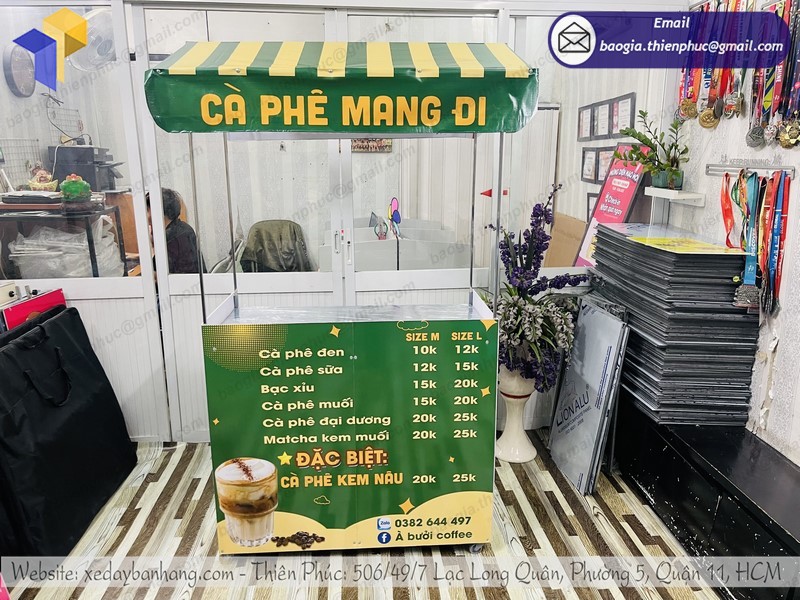 Email
baogia.thienphuc@gmail.com
CÀ PHÊ MANG ĐI
SIZE M SIZE L
Cà phê đen 10k 12k
Cà phê sữa 12k 15k
Bạc xỉu 15k 20k
Cà phê muối 15k 20k
Cà phê đại dương 20k 25k
Matcha kem muối 20k 25k
ĐẶC BIỆT:
CÀ PHÊ KEM NÂU 20k 25k
Zalo 0382 644 497
À bưởi coffee
LIONALU
Website: xedaybanhang.com - Thiên Phúc: 506/49/7 Lạc Long Quân, Phường 5, Quận 11, HCM